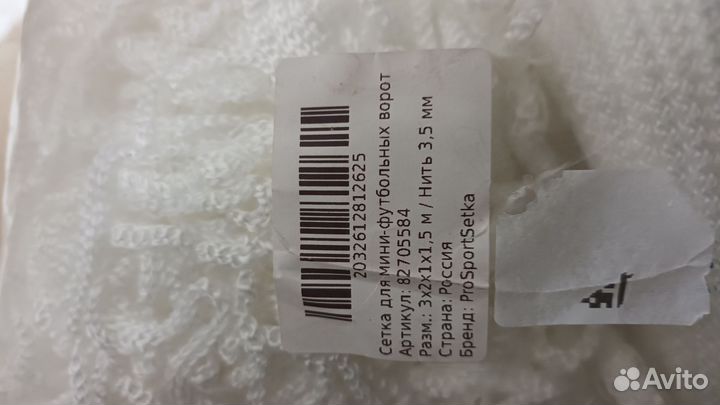 2032612812625
Сетка для мини-футбольных ворот
Артикул: 82705584
Разм.: 3х2х1х1,5 м / Нить 3,5 мм
Страна: Россия
Бренд: ProSportSetka
Avito